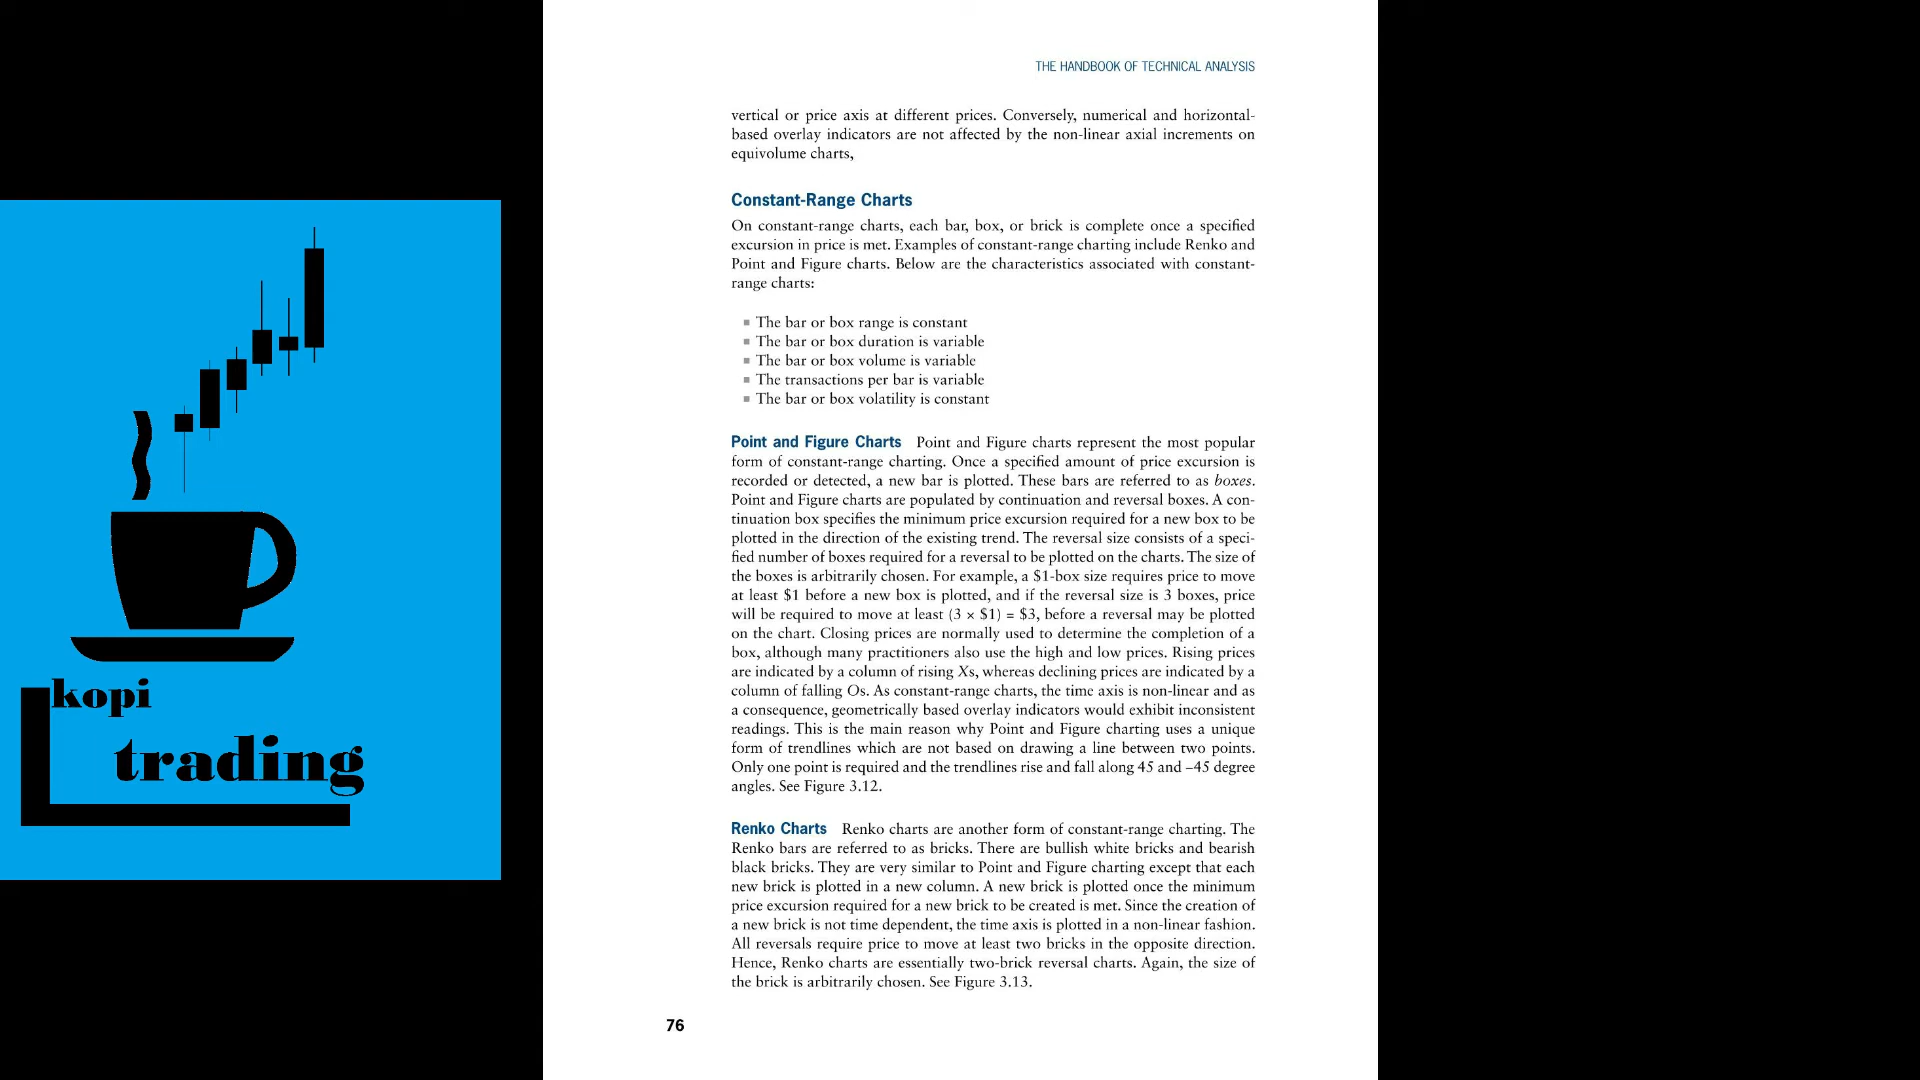 kopi
trading
THE HANDBOOK OF TECHNICAL ANALYSIS
vertical or price axis at different prices. Conversely, numerical and horizontal-
based overlay indicators are not affected by the non-linear axial increments on
equivolume charts,
Constant-Range Charts
On constant-range charts, each bar, box, or brick is complete once a specified
excursion in price is met. Examples of constant-range charting include Renko and
Point and Figure charts. Below are the characteristics associated with constant-
range charts:
■ The bar or box range is constant
■ The bar or box duration is variable
■ The bar or box volume is variable
■ The transactions per bar is variable
■ The bar or box volatility is constant
Point and Figure Charts Point and Figure charts represent the most popular
form of constant-range charting. Once a specified amount of price excursion is
recorded or detected, a new bar is plotted. These bars are referred to as boxes.
Point and Figure charts are populated by continuation and reversal boxes. A con-
tinuation box specifies the minimum price excursion required for a new box to be
plotted in the direction of the existing trend. The reversal size consists of a speci-
fied number of boxes required for a reversal to be plotted on the charts. The size of
the boxes is arbitrarily chosen. For example, a $1-box size requires price to move
at least $1 before a new box is plotted, and if the reversal size is 3 boxes, price
will be required to move at least (3 × $1) = $3, before a reversal may be plotted
on the chart. Closing prices are normally used to determine the completion of a
box, although many practitioners also use the high and low prices. Rising prices
are indicated by a column of rising Xs, whereas declining prices are indicated by a
column of falling Os. As constant-range charts, the time axis is non-linear and as
a consequence, geometrically based overlay indicators would exhibit inconsistent
readings. This is the main reason why Point and Figure charting uses a unique
form of trendlines which are not based on drawing a line between two points.
Only one point is required and the trendlines rise and fall along 45 and –45 degree
angles. See Figure 3.12.
Renko Charts Renko charts are another form of constant-range charting. The
Renko bars are referred to as bricks. There are bullish white bricks and bearish
black bricks. They are very similar to Point and Figure charting except that each
new brick is plotted in a new column. A new brick is plotted once the minimum
price excursion required for a new brick to be created is met. Since the creation of
a new brick is not time dependent, the time axis is plotted in a non-linear fashion.
All reversals require price to move at least two bricks in the opposite direction.
Hence, Renko charts are essentially two-brick reversal charts. Again, the size of
the brick is arbitrarily chosen. See Figure 3.13.
76